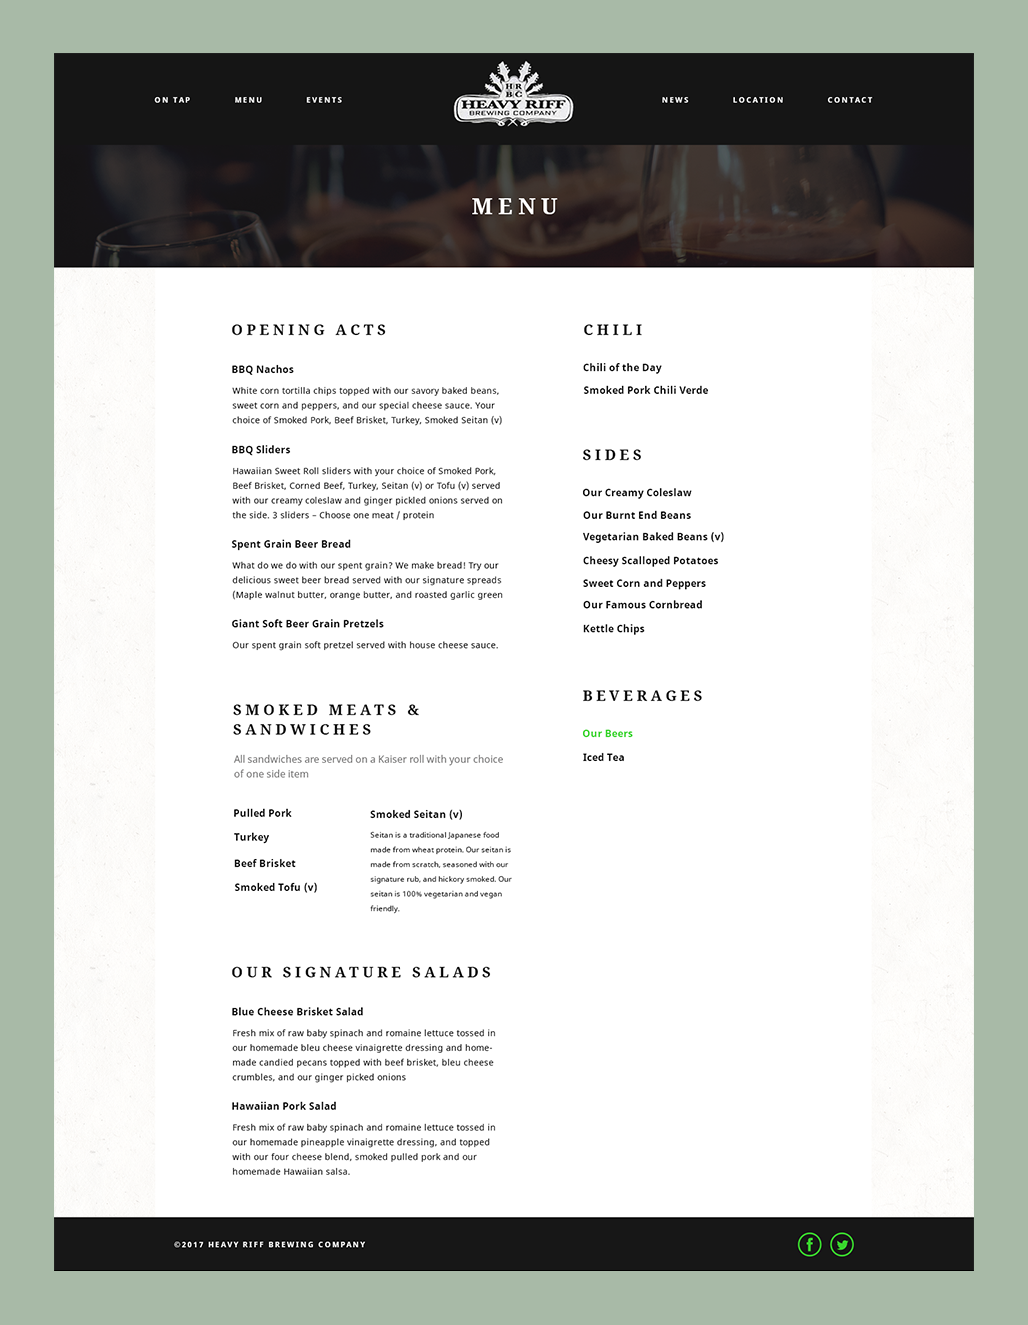 ON TAP
MENU
EVENTS
HR
BC
HEAVY RIFF
BREWING COMPANY
NEWS
LOCATION
CONTACT
MENU
OPENING ACTS
BBQ Nachos
White corn tortilla chips topped with our savory baked beans,
sweet corn and peppers, and our special cheese sauce. Your
choice of Smoked Pork, Beef Brisket, Turkey, Smoked Seitan (v)
BBQ Sliders
Hawaiian Sweet Roll sliders with your choice of Smoked Pork,
Beef Brisket, Corned Beef, Turkey, Seitan (v) or Tofu (v) served
with our creamy coleslaw and ginger pickled onions served on
the side. 3 sliders – Choose one meat / protein
Spent Grain Beer Bread
What do we do with our spent grain? We make bread! Try our
delicious sweet beer bread served with our signature spreads
(Maple walnut butter, orange butter, and roasted garlic green
Giant Soft Beer Grain Pretzels
Our spent grain soft pretzel served with house cheese sauce.
SMOKED MEATS &
SANDWICHES
All sandwiches are served on a Kaiser roll with your choice
of one side item
Pulled Pork
Turkey
Beef Brisket
Smoked Tofu (v)
Smoked Seitan (v)
Seitan is a traditional Japanese food
made from wheat protein. Our seitan is
made from scratch, seasoned with our
signature rub, and hickory smoked. Our
seitan is 100% vegetarian and vegan
friendly.
OUR SIGNATURE SALADS
Blue Cheese Brisket Salad
Fresh mix of raw baby spinach and romaine lettuce tossed in
our homemade bleu cheese vinaigrette dressing and home-
made candied pecans topped with beef brisket, bleu cheese
crumbles, and our ginger picked onions
Hawaiian Pork Salad
Fresh mix of raw baby spinach and romaine lettuce tossed in
our homemade pineapple vinaigrette dressing, and topped
with our four cheese blend, smoked pulled pork and our
homemade Hawaiian salsa.
CHILI
Chili of the Day
Smoked Pork Chili Verde
SIDES
Our Creamy Coleslaw
Our Burnt End Beans
Vegetarian Baked Beans (v)
Cheesy Scalloped Potatoes
Sweet Corn and Peppers
Our Famous Cornbread
Kettle Chips
BEVERAGES
Our Beers
Iced Tea
©2017 HEAVY RIFF BREWING COMPANY